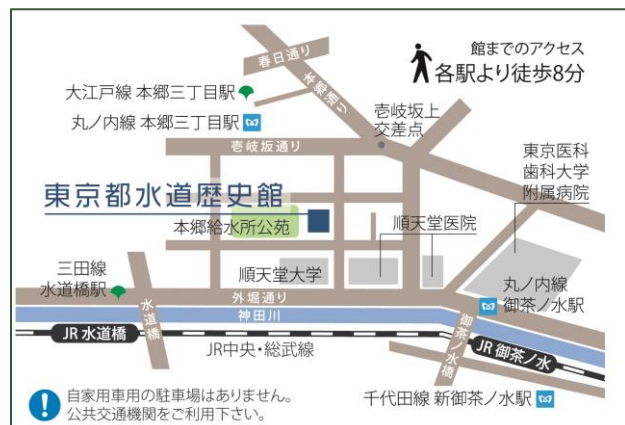 春日通り
本郷通り
館までのアクセス
各駅より徒歩8分
大江戸線 本郷三丁目駅
丸ノ内線 本郷三丁目駅
壱岐坂上
交差点
壱岐坂通り
東京医科
歯科大学
附属病院
東京都水道歴史館
本郷給水所公苑
順天堂医院
三田線
水道橋駅
順天堂大学
丸ノ内線
御茶ノ水駅
外堀通り
神田川
水道橋
御茶ノ水橋
JR 水道橋
JR中央・総武線
JR 御茶ノ水
自家用車用の駐車場はありません。
公共交通機関をご利用下さい。
千代田線 新御茶ノ水駅